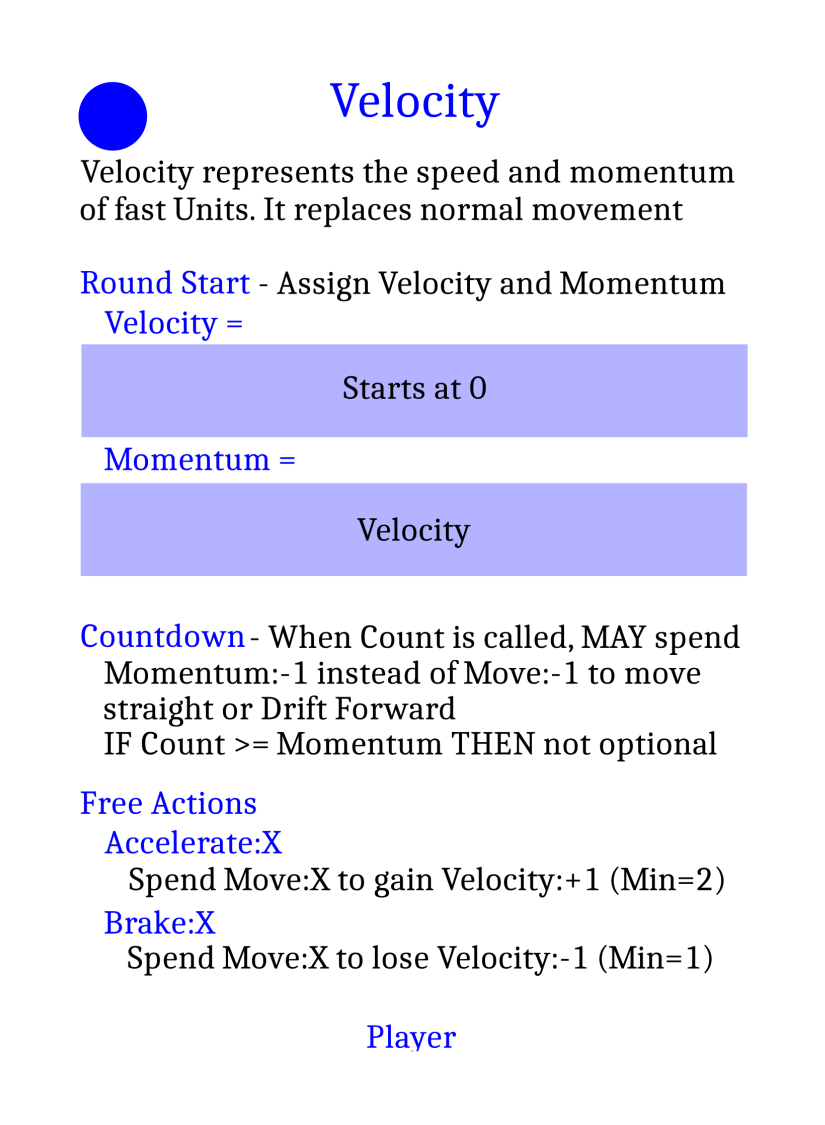 Velocity
Velocity represents the speed and momentum
of fast Units. It replaces normal movement
Round Start - Assign Velocity and Momentum
Velocity =
Starts at 0
Momentum =
Velocity
Countdown - When Count is called, MAY spend
Momentum:-1 instead of Move:-1 to move
straight or Drift Forward
IF Count >= Momentum THEN not optional
Free Actions
Accelerate:X
Spend Move:X to gain Velocity:+1 (Min=2)
Brake:X
Spend Move:X to lose Velocity:-1 (Min=1)
Player